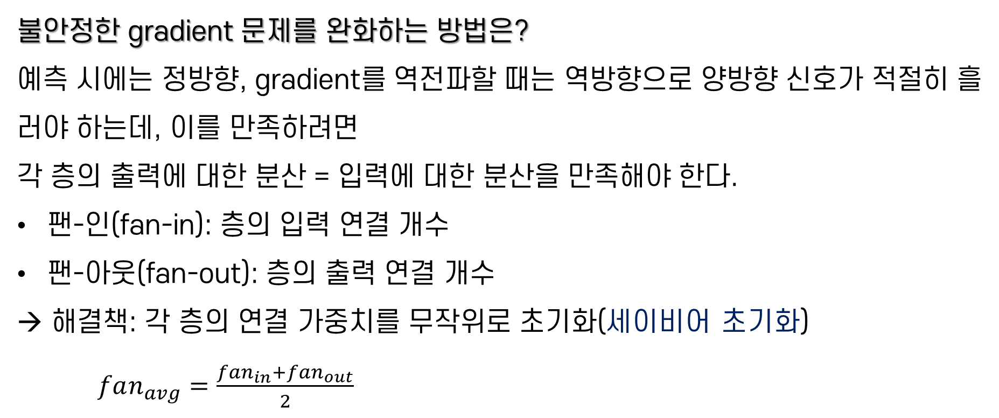 불안정한 gradient 문제를 완화하는 방법은?
예측 시에는 정방향, gradient를 역전파할 때는 역방향으로 양방향 신호가 적절히 흘
러야 하는데, 이를 만족하려면
각 층의 출력에 대한 분산 = 입력에 대한 분산을 만족해야 한다.
• 팬-인(fan-in): 층의 입력 연결 개수
• 팬-아웃(fan-out): 층의 출력 연결 개수
→ 해결책: 각 층의 연결 가중치를 무작위로 초기화(세이비어 초기화)
fan_{avg} = \frac{fan_{in}+fan_{out}}{2}